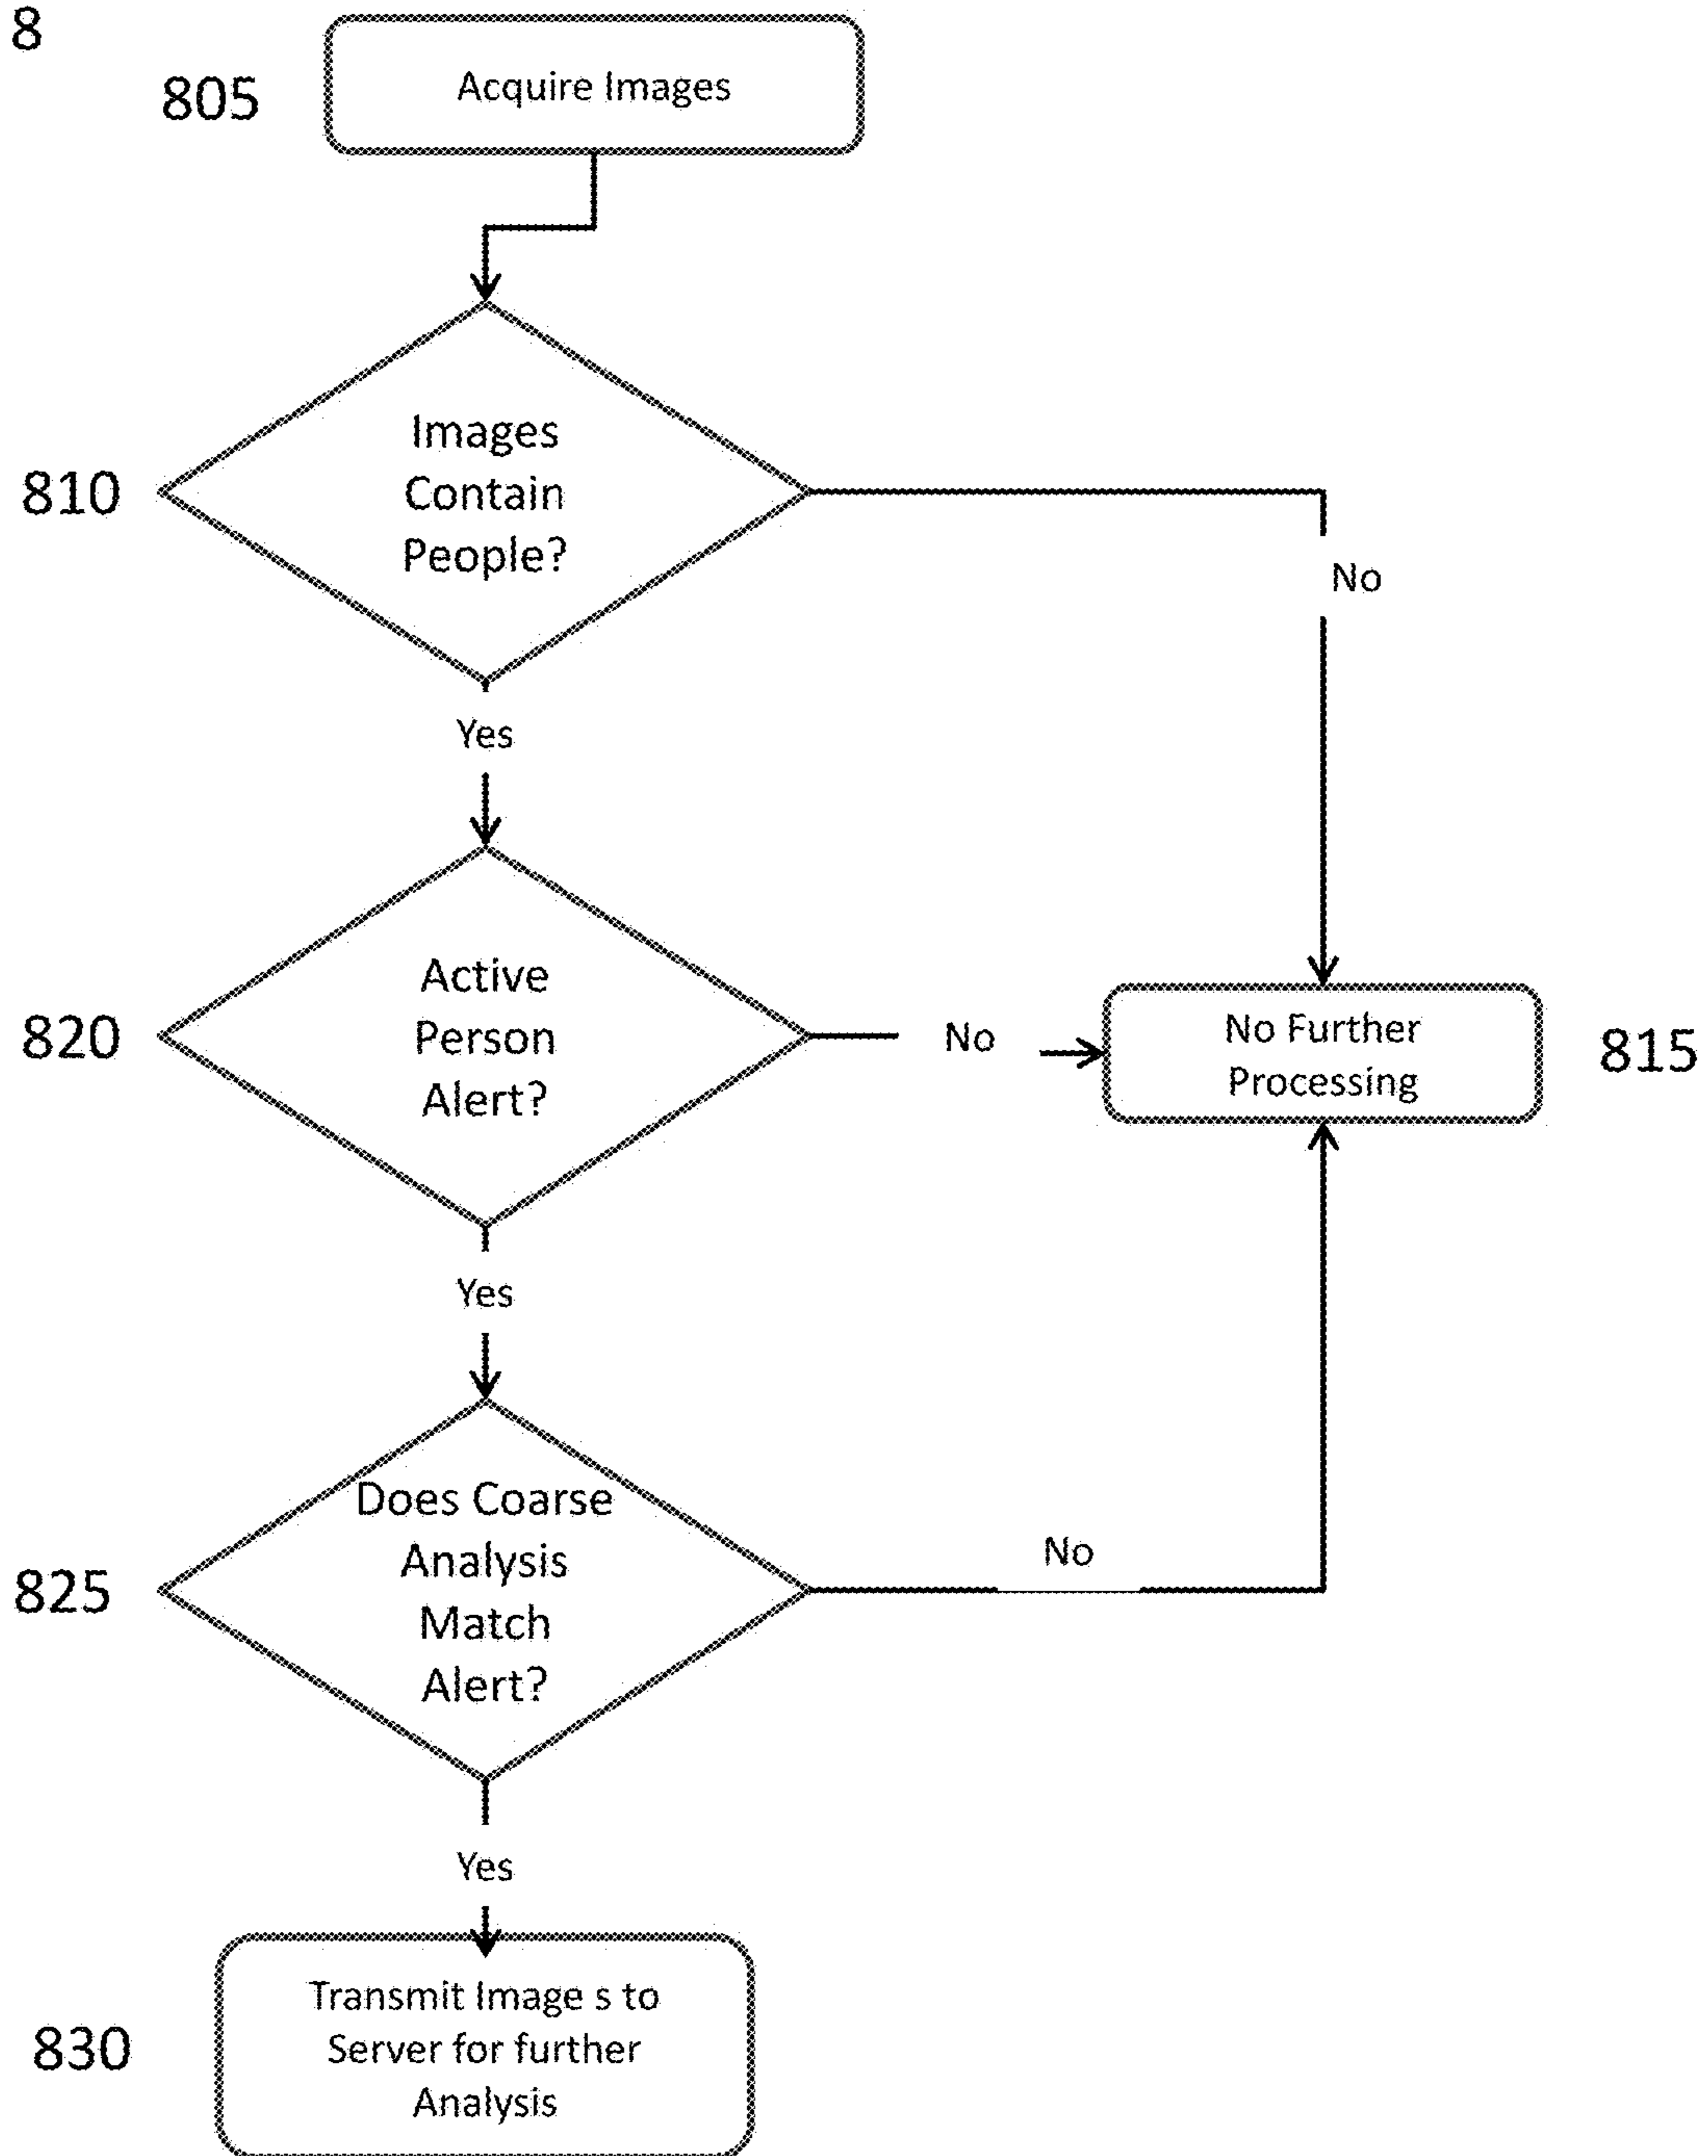 8
805
Acquire Images
810
Images
Contain
People?
No
Yes
820
Active
Person
Alert?
No
No Further
Processing
815
Yes
825
Does Coarse
Analysis
Match
Alert?
No
Yes
830
Transmit Image s to
Server for further
Analysis